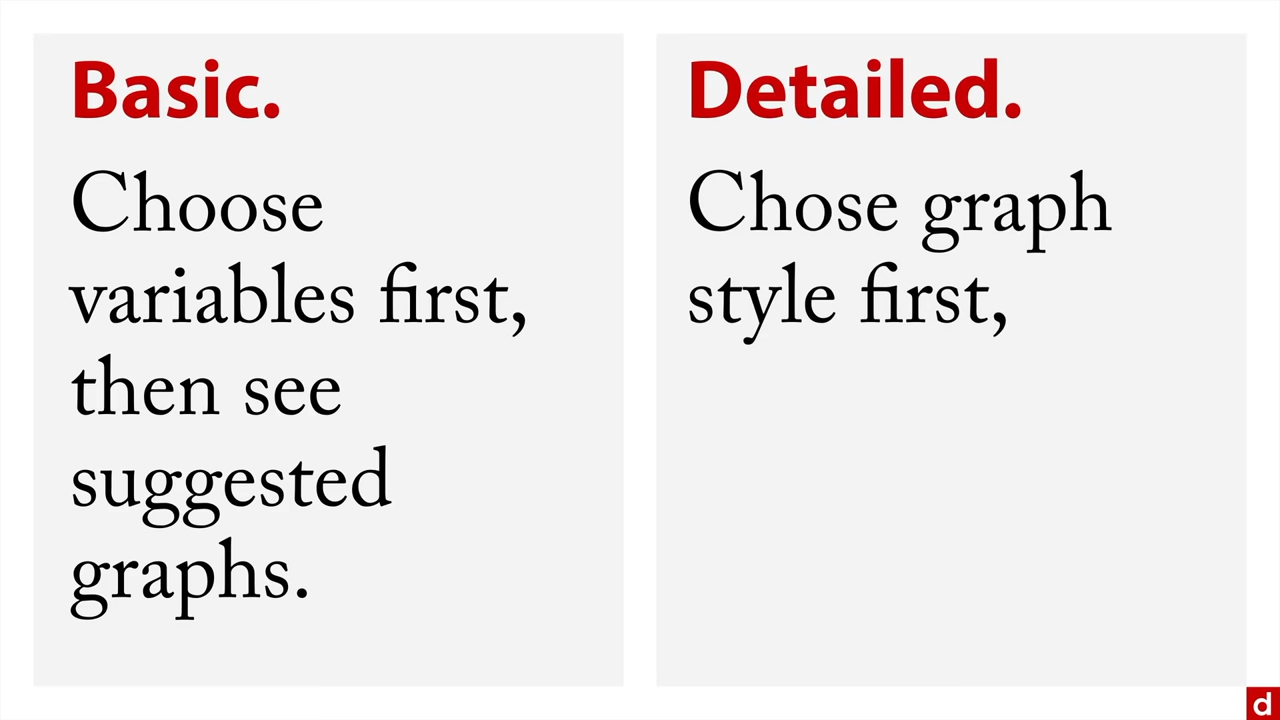 Basic.
Choose
variables first,
then see
suggested
graphs.
Detailed.
Chose graph
style first,
d